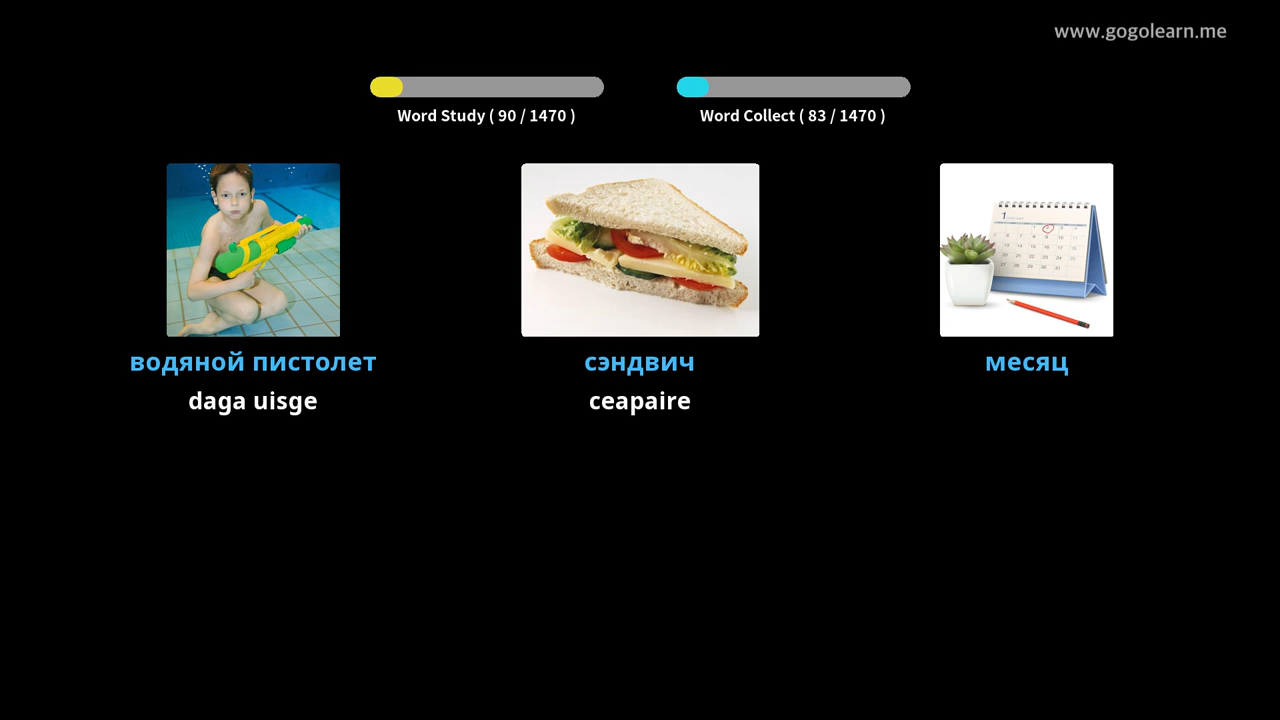 www.gogolearn.me
Word Study ( 90 / 1470 )
Word Collect ( 83 / 1470 )
водяной пистолет
daga uisge
сэндвич
ceapaire
месяц